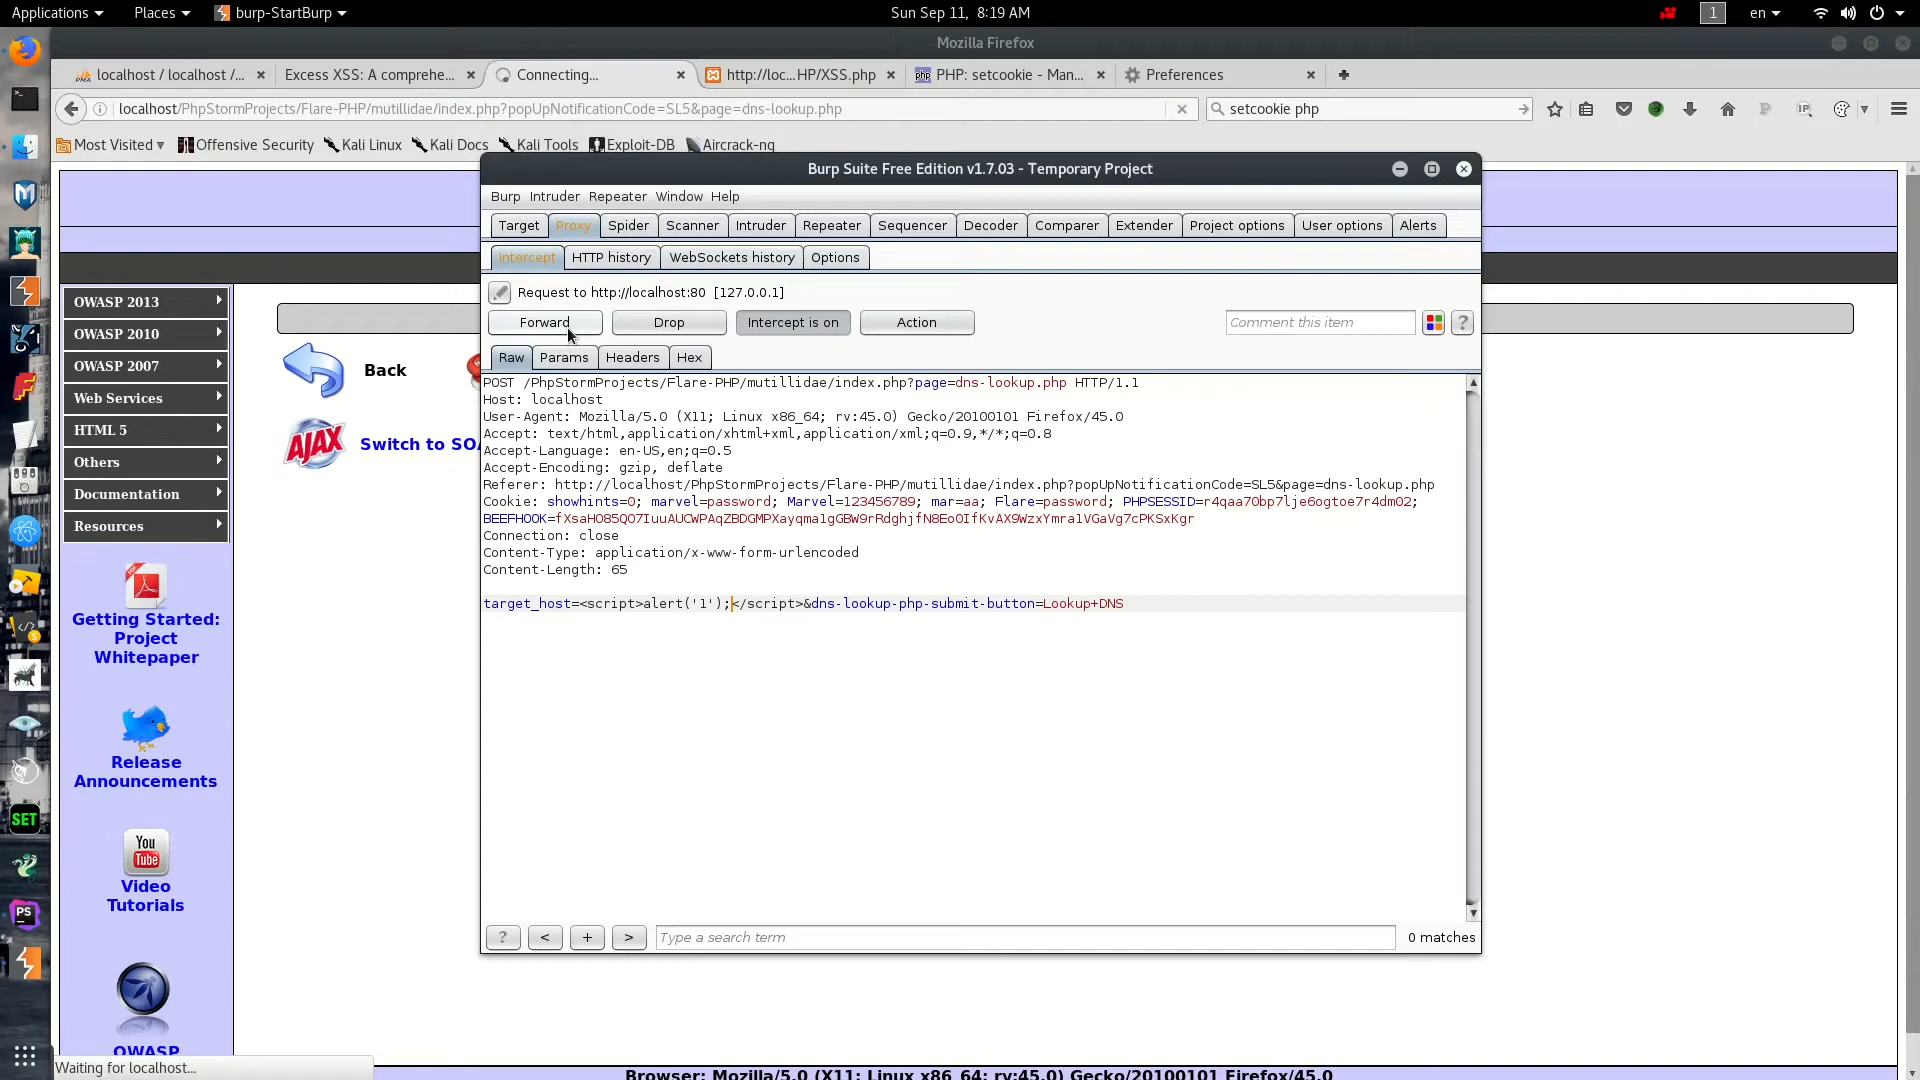 Applications ▾ Places ▾ burp-StartBurp ▾ Sun Sep 11, 8:19 AM 1 en ▾
Mozilla Firefox
localhost / localhost /... × Excess XSS: A comprehe... × Connecting... × http://loc...HP/XSS.php × PHP: setcookie - Man... × Preferences ×
localhost/PhpStormProjects/Flare-PHP/mutillidae/index.php?popUpNotificationCode=SL5&page=dns-lookup.php setcookie php
Most Visited ▾ Offensive Security Kali Linux Kali Docs Kali Tools Exploit-DB Aircrack-ng
Burp Suite Free Edition v1.7.03 - Temporary Project
Burp Intruder Repeater Window Help
Target Proxy Spider Scanner Intruder Repeater Sequencer Decoder Comparer Extender Project options User options Alerts
Intercept HTTP history WebSockets history Options
Request to http://localhost:80 [127.0.0.1]
Forward Drop Intercept is on Action Comment this item ?
Raw Params Headers Hex
POST /PhpStormProjects/Flare-PHP/mutillidae/index.php?page=dns-lookup.php HTTP/1.1
Host: localhost
User-Agent: Mozilla/5.0 (X11; Linux x86_64; rv:45.0) Gecko/20100101 Firefox/45.0
Accept: text/html,application/xhtml+xml,application/xml;q=0.9,*/*;q=0.8
Accept-Language: en-US,en;q=0.5
Accept-Encoding: gzip, deflate
Referer: http://localhost/PhpStormProjects/Flare-PHP/mutillidae/index.php?popUpNotificationCode=SL5&page=dns-lookup.php
Cookie: showhints=0; marvel=password; Marvel=123456789; mar=aa; Flare=password; PHPSESSID=r4qaa70bp7lje6ogtoe7r4dm02;
BEEFHOOK=fXsaHO85QO7IuuAUCWPAqZBDGMPXayqma1gGBW9rRdghjfN8Eo0IfKvAX9WzxYmra1VGaVg7cPKSxKgr
Connection: close
Content-Type: application/x-www-form-urlencoded
Content-Length: 65
target_host=<script>alert('1');</script>&dns-lookup-php-submit-button=Lookup+DNS
? < + > Type a search term 0 matches
OWASP 2013
OWASP 2010
OWASP 2007
Web Services
HTML 5
Others
Documentation
Resources
Back
AJAX Switch to SO
Getting Started:
Project
Whitepaper
Release
Announcements
You
Tube
Video
Tutorials
OWASP
SET
PS
Waiting for localhost...
Browser: Mozilla/5.0 (X11; Linux x86_64; rv:45.0) Gecko/20100101 Firefox/45.0